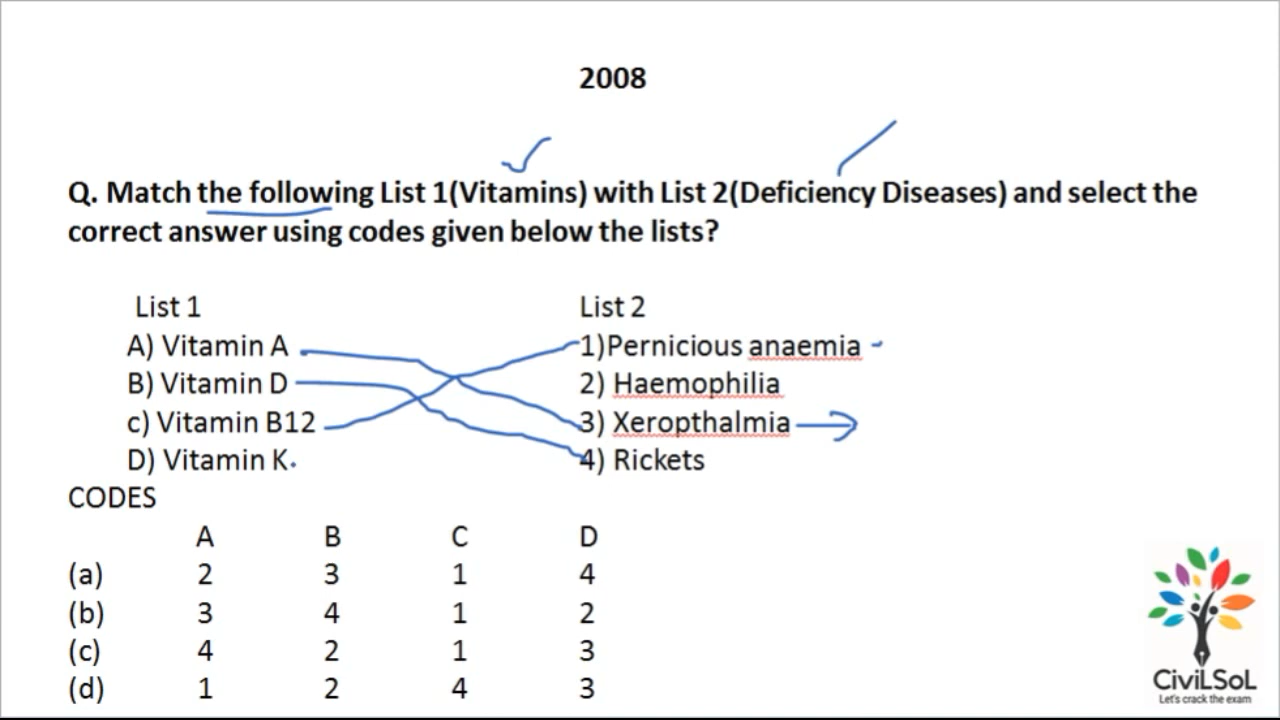 2008
Q. Match the following List 1(Vitamins) with List 2(Deficiency Diseases) and select the
correct answer using codes given below the lists?
List 1 List 2
A) Vitamin A 1)Pernicious anaemia
B) Vitamin D 2) Haemophilia
c) Vitamin B12 3) Xeropthalmia
D) Vitamin K 4) Rickets
CODES
A B C D
(a) 2 3 1 4
(b) 3 4 1 2
(c) 4 2 1 3
(d) 1 2 4 3
CiviLSoL
Let's crack the exam